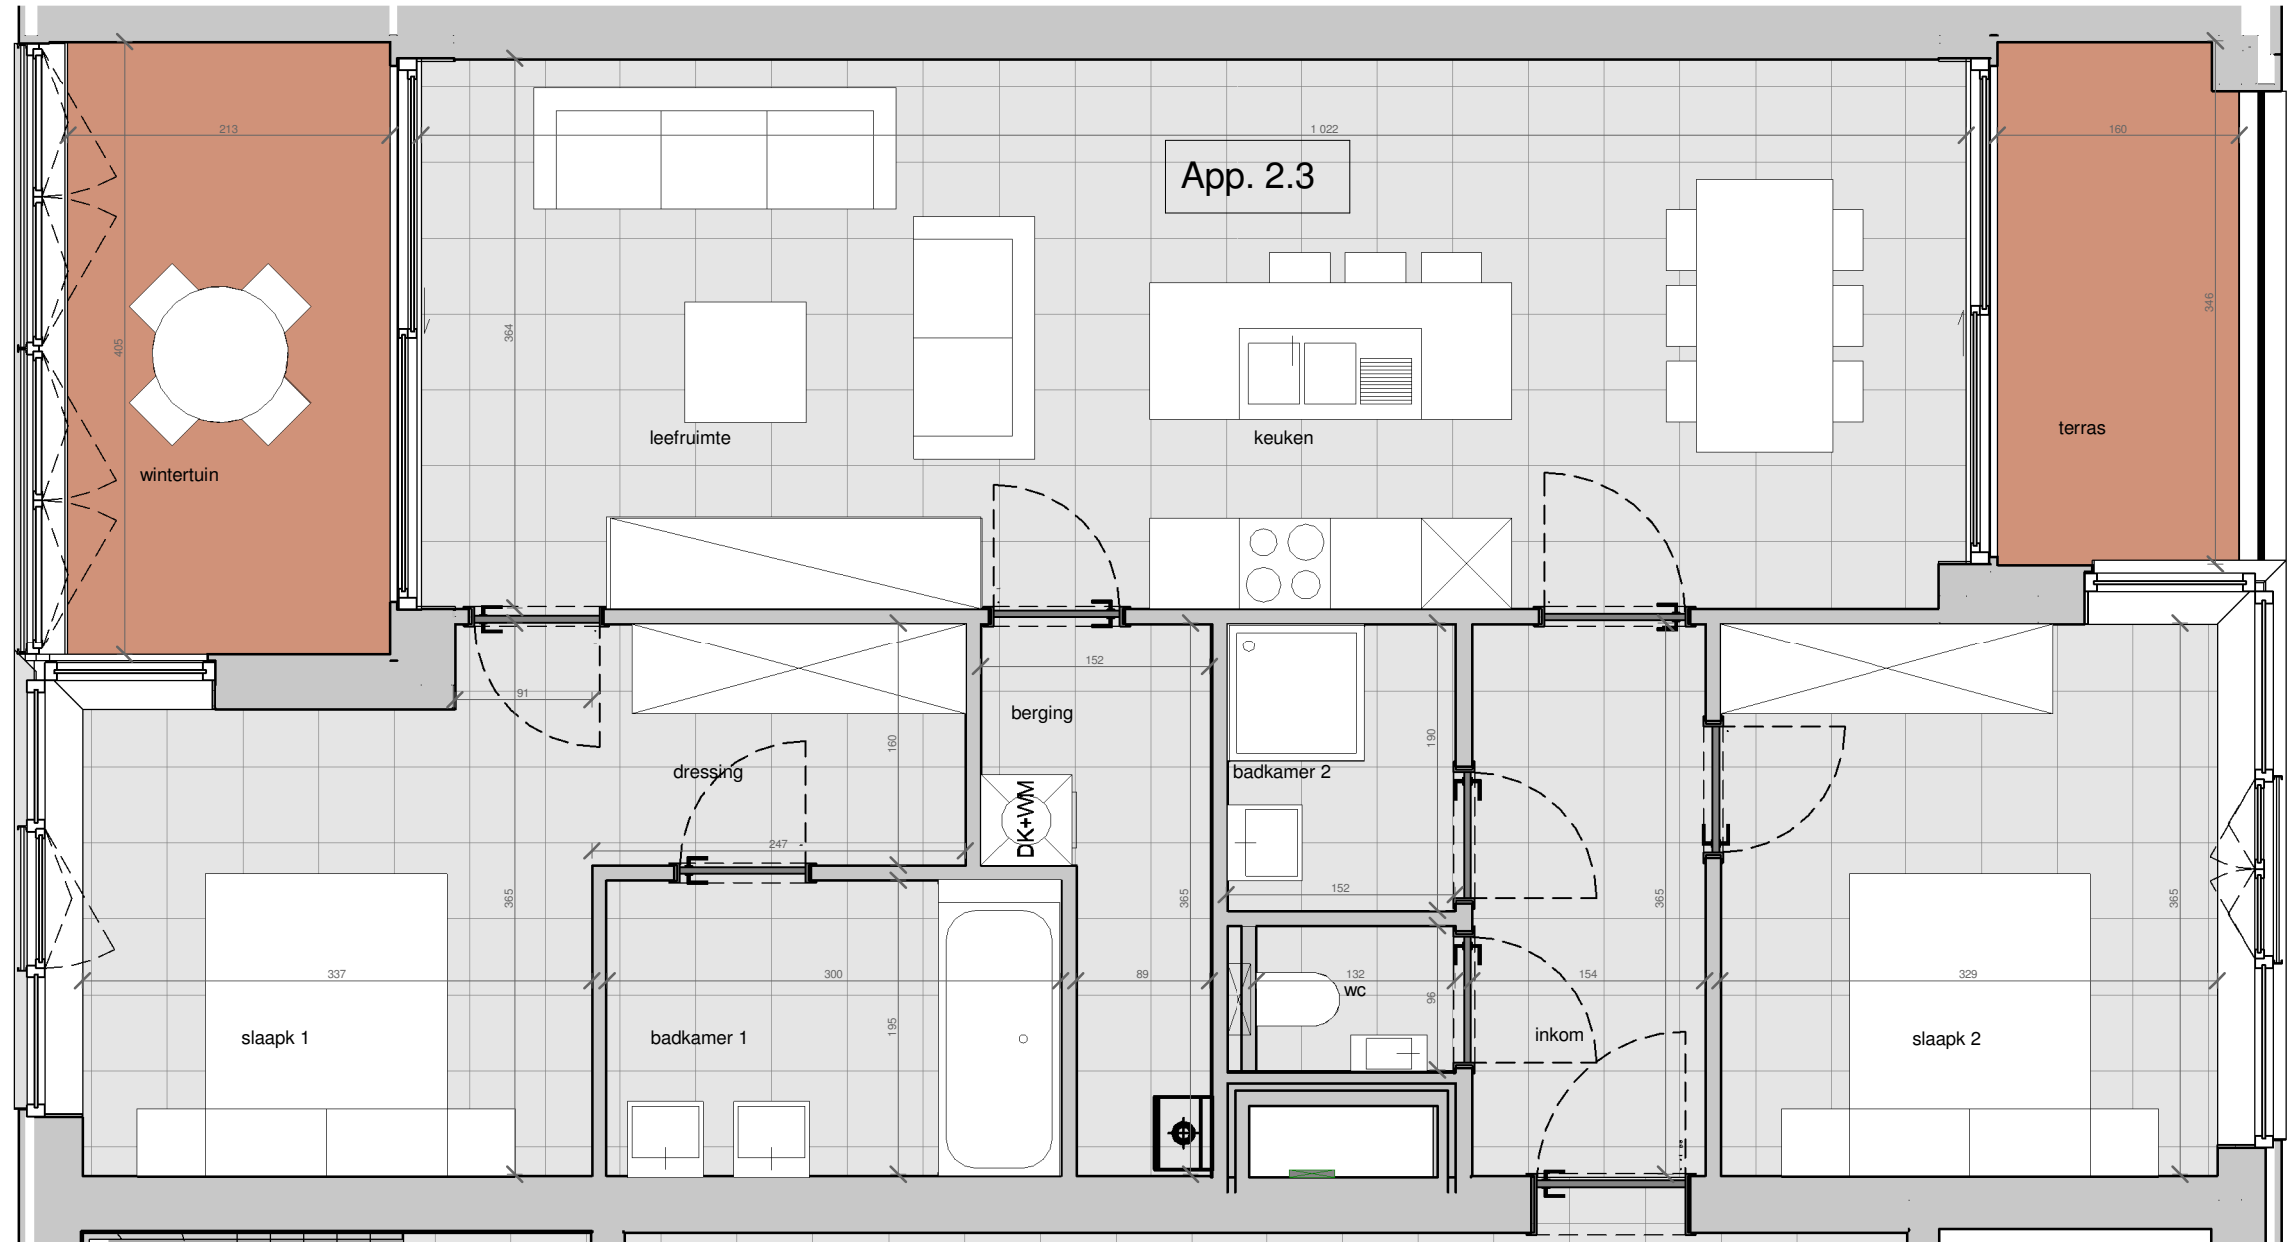 213
1 022
160
App. 2.3
346
364
405
terras
leefruimte
keuken
wintertuin
152
91
berging
160
190
dressing
badkamer 2
DK+WM
247
152
365
365
365
365
337
300
89
132
154
329
wc
96
195
inkom
slaapk 1
badkamer 1
slaapk 2